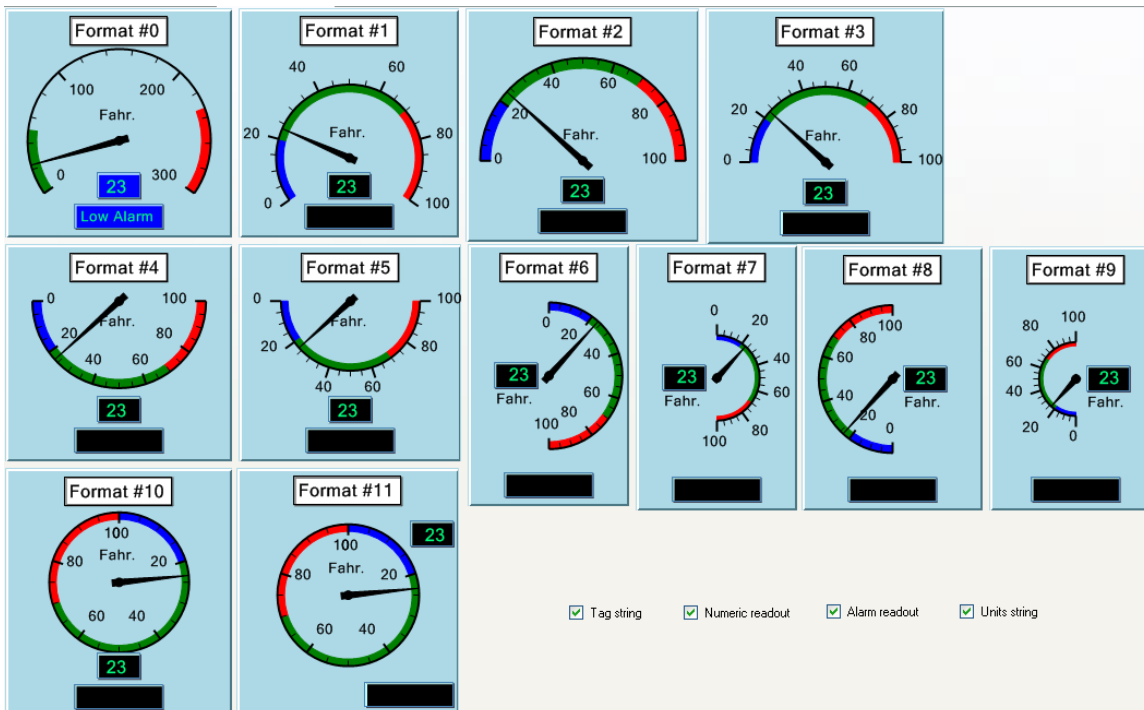 Format #0
100
200
Fahr.
0
300
23
Low Alarm
Format #1
40
60
Fahr.
20
80
0
100
23
Format #2
40
60
20
80
Fahr.
0
100
23
Format #3
40
60
20
80
Fahr.
0
100
23
Format #4
0
100
Fahr.
20
80
40
60
23
Format #5
0
100
Fahr.
20
80
40
60
23
Format #6
0
20
40
23
Fahr.
60
80
100
Format #7
0
20
40
23
Fahr.
60
80
100
Format #8
100
80
60
23
40
Fahr.
20
0
Format #9
100
80
60
23
40
Fahr.
20
0
Format #10
100
Fahr.
80
20
60
40
23
Format #11
100
23
Fahr.
80
20
60
40
Tag string
Numeric readout
Alarm readout
Units string